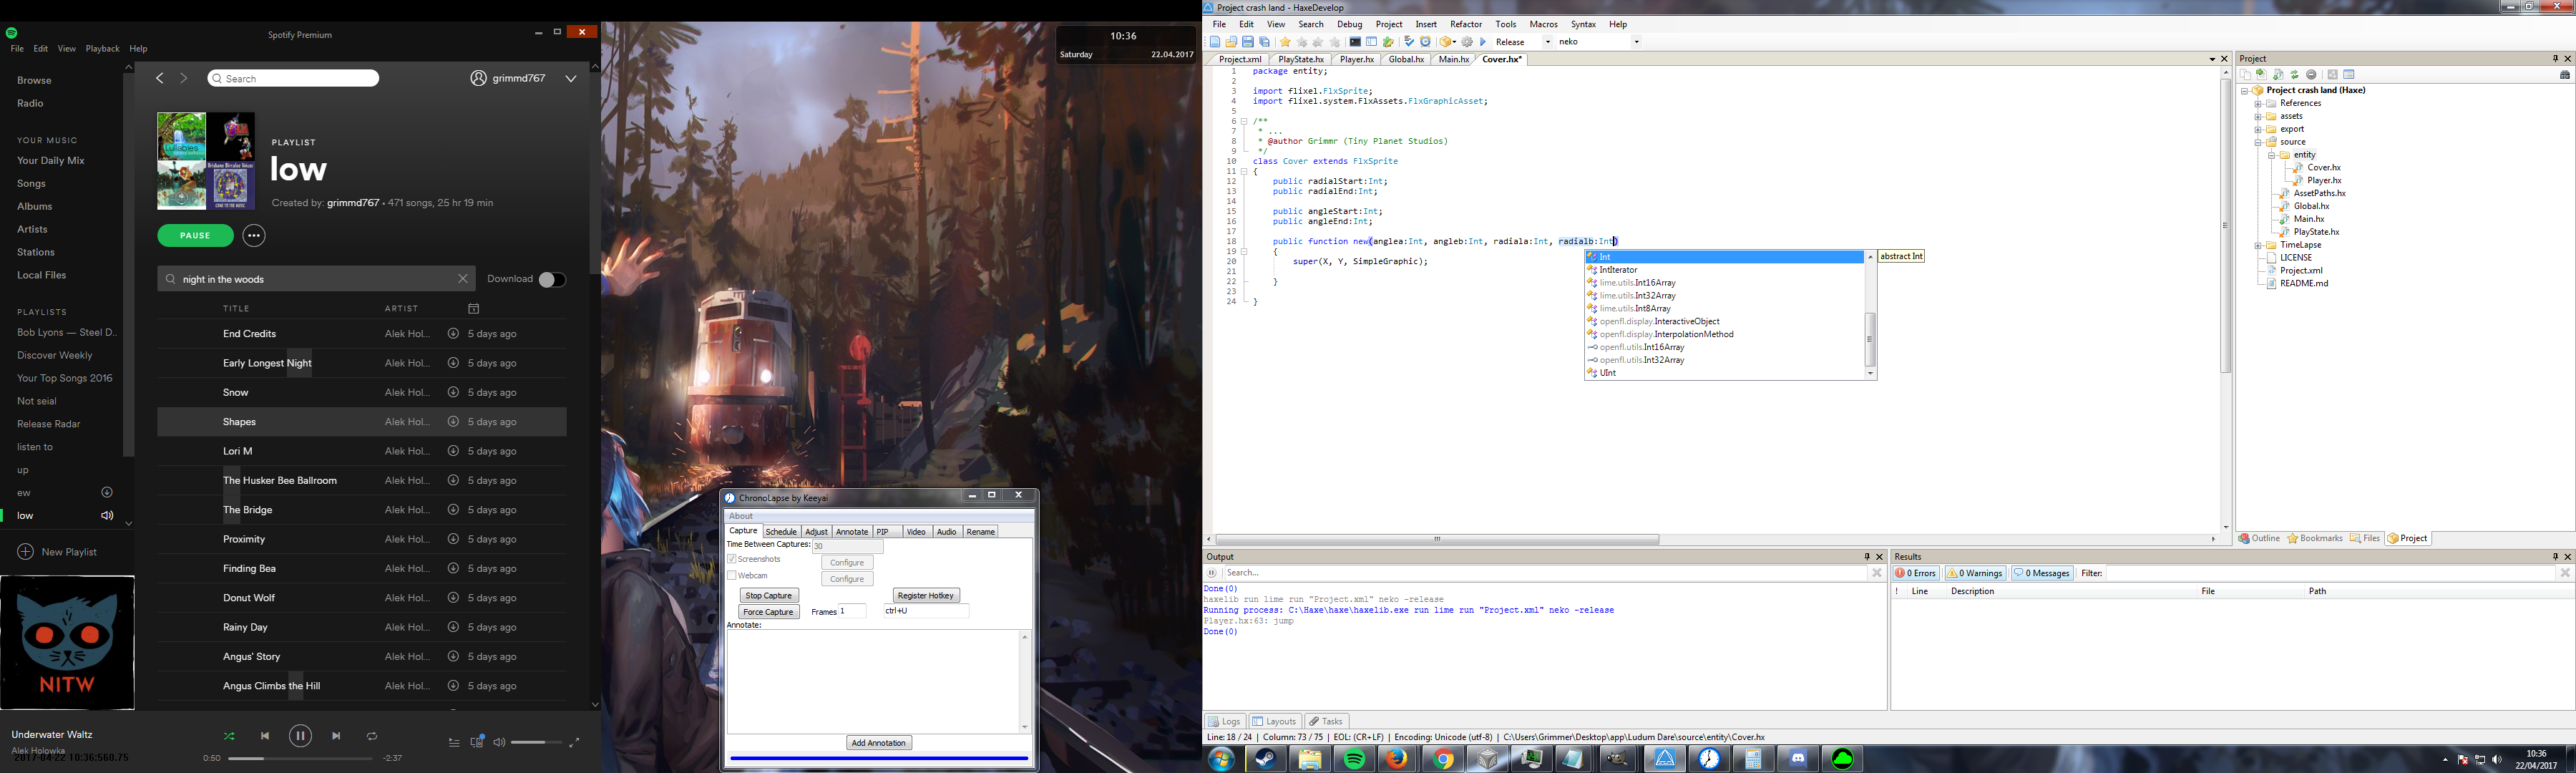 Spotify Premium
File Edit View Playback Help
Browse
Radio
YOUR MUSIC
Your Daily Mix
Songs
Albums
Artists
Stations
Local Files
PLAYLISTS
Bob Lyons — Steel D..
Discover Weekly
Your Top Songs 2016
Not seial
Release Radar
listen to
up
ew
low
New Playlist
NITW
Search
grimmd767
PLAYLIST
low
Created by: grimmd767 • 471 songs, 25 hr 19 min
PAUSE
night in the woods
Download
TITLE ARTIST
End Credits Alek Hol... 5 days ago
Early Longest Night Alek Hol... 5 days ago
Snow Alek Hol... 5 days ago
Shapes Alek Hol... 5 days ago
Lori M Alek Hol... 5 days ago
The Husker Bee Ballroom Alek Hol... 5 days ago
The Bridge Alek Hol... 5 days ago
Proximity Alek Hol... 5 days ago
Finding Bea Alek Hol... 5 days ago
Donut Wolf Alek Hol... 5 days ago
Rainy Day Alek Hol... 5 days ago
Angus' Story Alek Hol... 5 days ago
Angus Climbs the Hill Alek Hol... 5 days ago
Underwater Waltz
Alek Holowka
2017-04-22 10:36:560.75
0:50 -2:37
10:36
Saturday 22.04.2017
ChronoLapse by Keeyai
About
Capture Schedule Adjust Annotate PIP Video Audio Rename
Time Between Captures: 30
Screenshots Configure
Webcam Configure
Stop Capture Register Hotkey
Force Capture Frames 1 ctrl+U
Annotate:
Add Annotation
Project crash land - HaxeDevelop
File Edit View Search Debug Project Insert Refactor Tools Macros Syntax Help
Release neko
Project.xml PlayState.hx Player.hx Global.hx Main.hx Cover.hx*
1 package entity;
2
3 import flixel.FlxSprite;
4 import flixel.system.FlxAssets.FlxGraphicAsset;
5
6 /**
7 * ...
8 * @author Grimmr (Tiny Planet Studios)
9 */
10 class Cover extends FlxSprite
11 {
12 public radialStart:Int;
13 public radialEnd:Int;
14
15 public angleStart:Int;
16 public angleEnd:Int;
17
18 public function new(anglea:Int, angleb:Int, radiala:Int, radialb:Int)
19 {
20 super(X, Y, SimpleGraphic);
21
22 }
23
24 }
Int
abstract Int
IntIterator
lime.utils.Int16Array
lime.utils.Int32Array
lime.utils.Int8Array
openfl.display.InteractiveObject
openfl.display.InterpolationMethod
openfl.utils.Int16Array
openfl.utils.Int32Array
UInt
Project
Project crash land (Haxe)
References
assets
export
source
entity
Cover.hx
Player.hx
AssetPaths.hx
Global.hx
Main.hx
PlayState.hx
TimeLapse
LICENSE
Project.xml
README.md
Outline Bookmarks Files Project
Output
Search...
Done(0)
haxelib run lime run "Project.xml" neko -release
Running process: C:\Haxe\haxe\haxelib.exe run lime run "Project.xml" neko -release
Player.hx:63: jump
Done(0)
Logs Layouts Tasks
Results
0 Errors 0 Warnings 0 Messages Filter:
! Line Description File Path
Line: 18 / 24 | Column: 73 / 75 | EOL: (CR+LF) | Encoding: Unicode (utf-8) | C:\Users\Grimmer\Desktop\app\Ludum Dare\source\entity\Cover.hx
10:36
22/04/2017